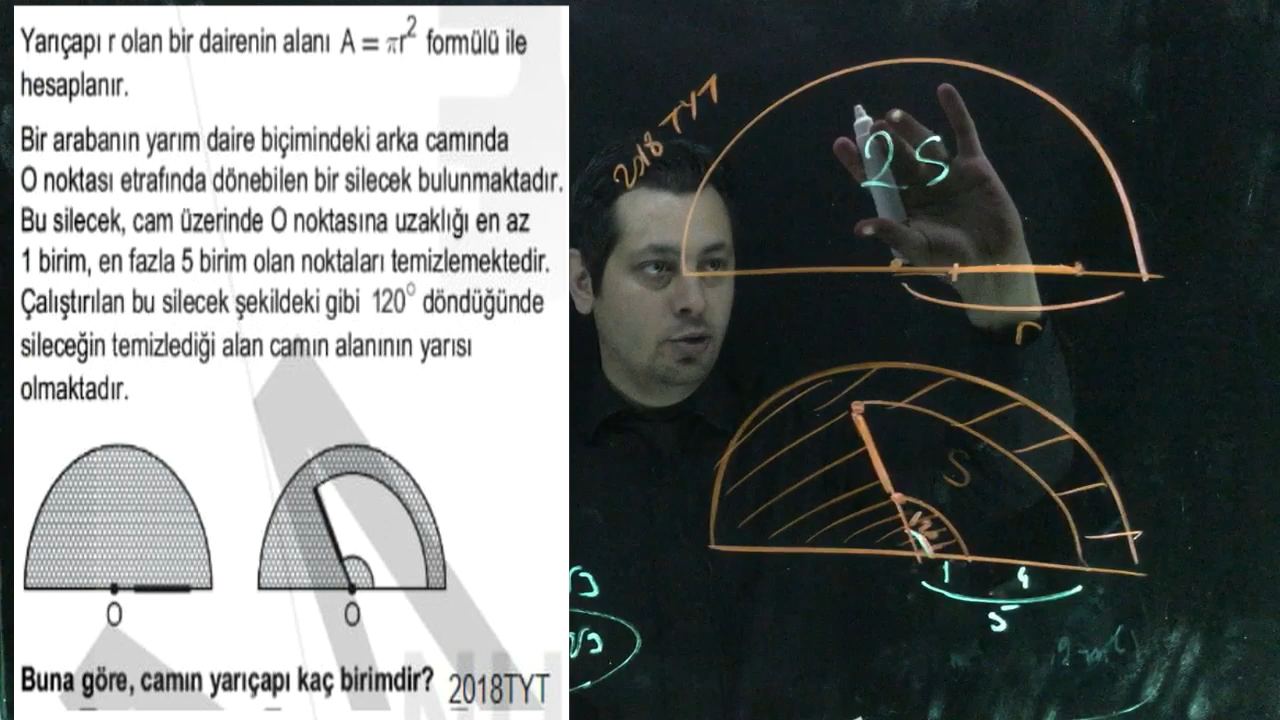 Yarıçapı r olan bir dairenin alanı A = πr² formülü ile
hesaplanır.
Bir arabanın yarım daire biçimindeki arka camında
O noktası etrafında dönebilen bir silecek bulunmaktadır.
Bu silecek, cam üzerinde O noktasına uzaklığı en az
1 birim, en fazla 5 birim olan noktaları temizlemektedir.
Çalıştırılan bu silecek şekildeki gibi 120° döndüğünde
sileceğin temizlediği alan camın alanının yarısı
olmaktadır.
O
O
Buna göre, camın yarıçapı kaç birimdir? 2018TYT
2018 TYT
2S
r
S
1 4
5